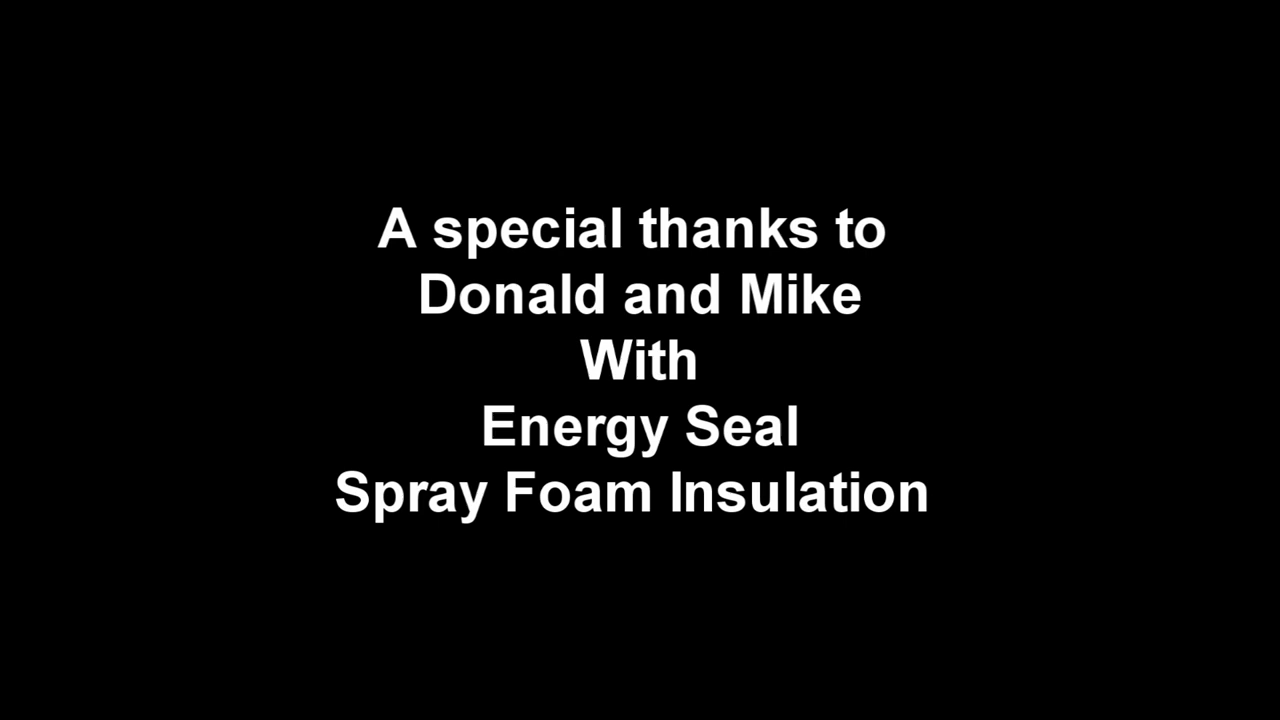 A special thanks to
Donald and Mike
With
Energy Seal
Spray Foam Insulation